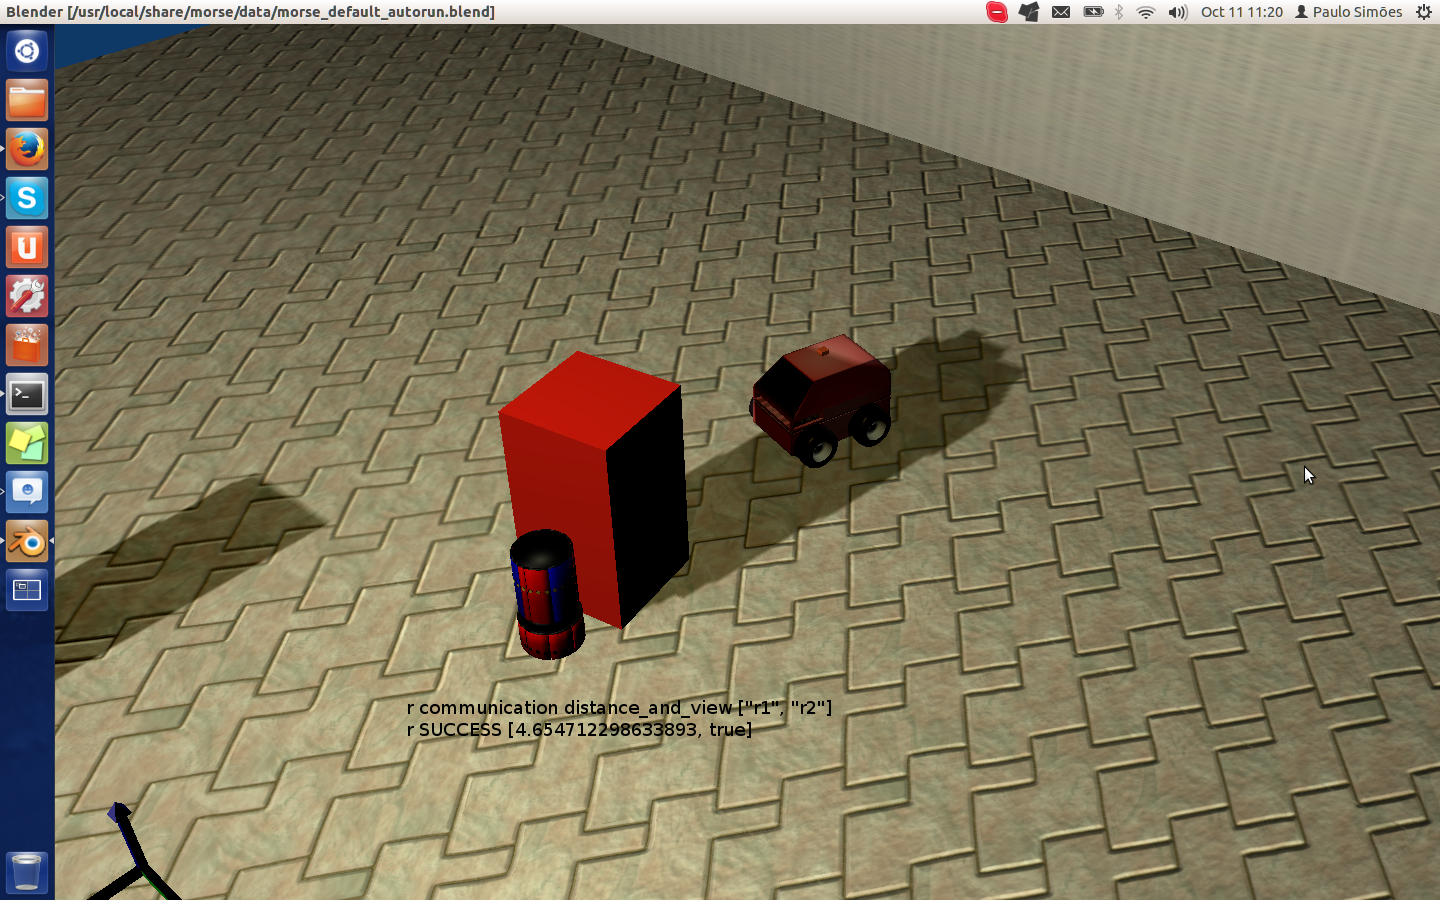 Blender [/usr/local/share/morse/data/morse_default_autorun.blend]
Oct 11 11:20 Paulo Simões
r communication distance_and_view ["r1", "r2"]
r SUCCESS [4.654712298633893, true]